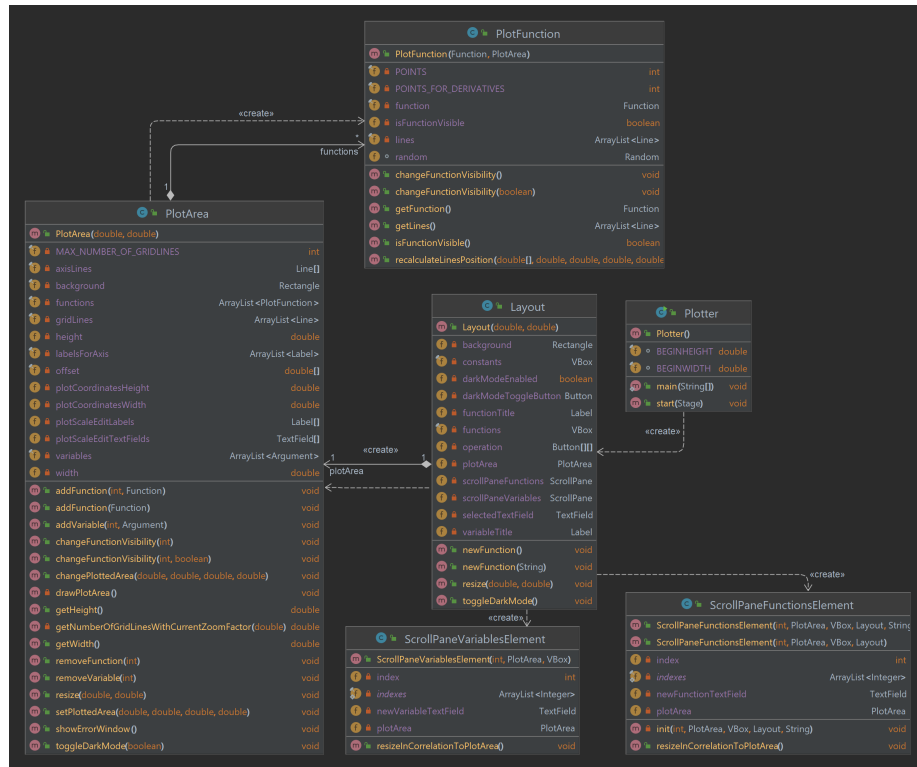 PlotFunction
PlotFunction(Function, PlotArea)
POINTS int
POINTS_FOR_DERIVATIVES int
function Function
isFunctionVisible boolean
lines ArrayList<Line>
random Random
changeFunctionVisibility() void
changeFunctionVisibility(boolean) void
getFunction() Function
getLines() ArrayList<Line>
isFunctionVisible() boolean
recalculateLinesPosition(double[], double, double, double, double
«create»
*
functions
1
PlotArea
PlotArea(double, double)
MAX_NUMBER_OF_GRIDLINES int
axisLines Line[]
background Rectangle
functions ArrayList<PlotFunction>
gridLines ArrayList<Line>
height double
labelsForAxis ArrayList<Label>
offset double[]
plotCoordinatesHeight double
plotCoordinatesWidth double
plotScaleEditLabels Label[]
plotScaleEditTextFields TextField[]
variables ArrayList<Argument>
width double
addFunction(int, Function) void
addFunction(Function) void
addVariable(int, Argument) void
changeFunctionVisibility(int) void
changeFunctionVisibility(int, boolean) void
changePlottedArea(double, double, double, double) void
drawPlotArea() void
getHeight() double
getNumberOfGridLinesWithCurrentZoomFactor(double) double
getWidth() double
removeFunction(int) void
removeVariable(int) void
resize(double, double) void
setPlottedArea(double, double, double, double) void
showErrorWindow() void
toggleDarkMode(boolean) void
«create»
1
1
plotArea
Layout
Layout(double, double)
background Rectangle
constants VBox
darkModeEnabled boolean
darkModeToggleButton Button
functionTitle Label
functions VBox
operation Button[][]
plotArea PlotArea
scrollPaneFunctions ScrollPane
scrollPaneVariables ScrollPane
selectedTextField TextField
variableTitle Label
newFunction() void
newFunction(String) void
resize(double, double) void
toggleDarkMode() void
Plotter
Plotter()
BEGINHEIGHT double
BEGINWIDTH double
main(String[]) void
start(Stage) void
«create»
«create»
«create»
ScrollPaneVariablesElement
ScrollPaneVariablesElement(int, PlotArea, VBox)
index int
indexes ArrayList<Integer>
newVariableTextField TextField
plotArea PlotArea
resizeInCorrelationToPlotArea() void
ScrollPaneFunctionsElement
ScrollPaneFunctionsElement(int, PlotArea, VBox, Layout, String
ScrollPaneFunctionsElement(int, PlotArea, VBox, Layout)
index int
indexes ArrayList<Integer>
newFunctionTextField TextField
plotArea PlotArea
init(int, PlotArea, VBox, Layout, String) void
resizeInCorrelationToPlotArea() void